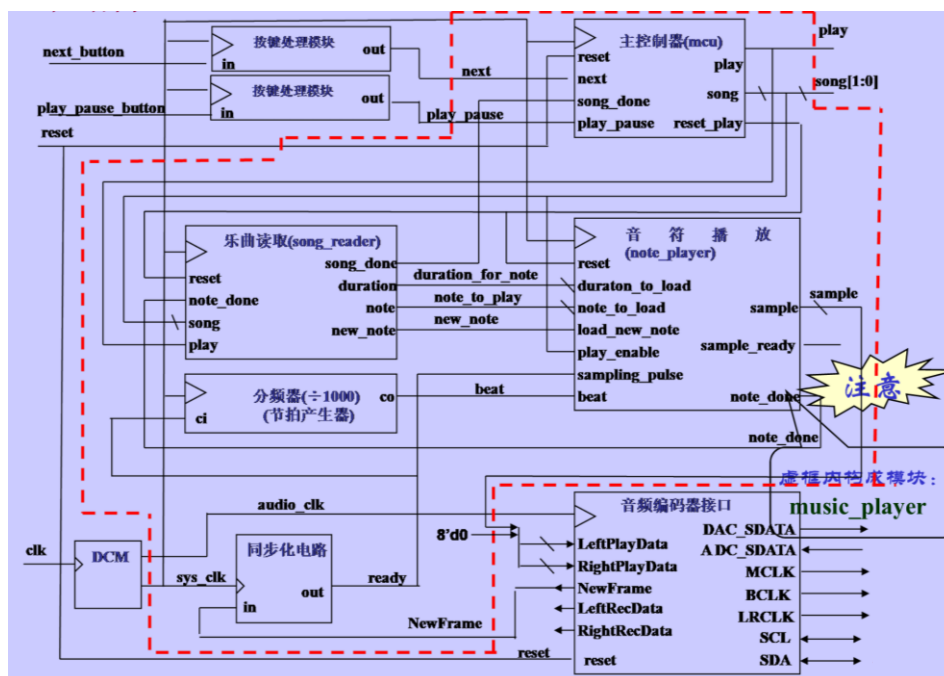 next_button
in
按键处理模块
out
next
play_pause_button
in
按键处理模块
out
play_pause
reset
主控制器(mcu)
reset
next
song_done
play_pause
play
song
reset_play
play
song[1:0]
乐曲读取(song_reader)
reset
note_done
song
play
song_done
duration
note
new_note
duration_for_note
note_to_play
new_note
音符播放
(note_player)
reset
duraton_to_load
note_to_load
load_new_note
play_enable
sampling_pulse
beat
sample
sample_ready
note_done
sample
注意
note_done
分频器(÷1000)
(节拍产生器)
ci
co
beat
虚框内构成模块：
music_player
clk
DCM
audio_clk
sys_clk
同步化电路
in
out
ready
NewFrame
8'd0
音频编码器接口
LeftPlayData
RightPlayData
NewFrame
LeftRecData
RightRecData
reset
reset
DAC_SDATA
ADC_SDATA
MCLK
BCLK
LRCLK
SCL
SDA